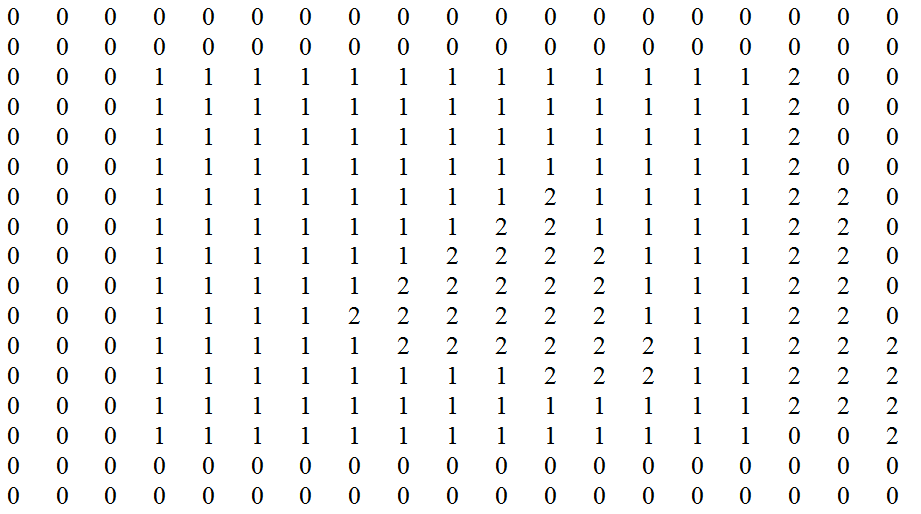 0 0 0 0 0 0 0 0 0 0 0 0 0 0 0 0 0 0 0
0 0 0 0 0 0 0 0 0 0 0 0 0 0 0 0 0 0 0
0 0 0 1 1 1 1 1 1 1 1 1 1 1 1 1 2 0 0
0 0 0 1 1 1 1 1 1 1 1 1 1 1 1 1 2 0 0
0 0 0 1 1 1 1 1 1 1 1 1 1 1 1 1 2 0 0
0 0 0 1 1 1 1 1 1 1 1 1 1 1 1 1 2 0 0
0 0 0 1 1 1 1 1 1 1 1 2 1 1 1 1 2 2 0
0 0 0 1 1 1 1 1 1 1 2 2 1 1 1 1 2 2 0
0 0 0 1 1 1 1 1 1 2 2 2 2 1 1 1 2 2 0
0 0 0 1 1 1 1 1 2 2 2 2 2 1 1 1 2 2 0
0 0 0 1 1 1 1 2 2 2 2 2 2 1 1 1 2 2 0
0 0 0 1 1 1 1 1 2 2 2 2 2 2 1 1 2 2 2
0 0 0 1 1 1 1 1 1 1 1 2 2 2 1 1 2 2 2
0 0 0 1 1 1 1 1 1 1 1 1 1 1 1 1 2 2 2
0 0 0 1 1 1 1 1 1 1 1 1 1 1 1 1 0 0 2
0 0 0 0 0 0 0 0 0 0 0 0 0 0 0 0 0 0 0
0 0 0 0 0 0 0 0 0 0 0 0 0 0 0 0 0 0 0